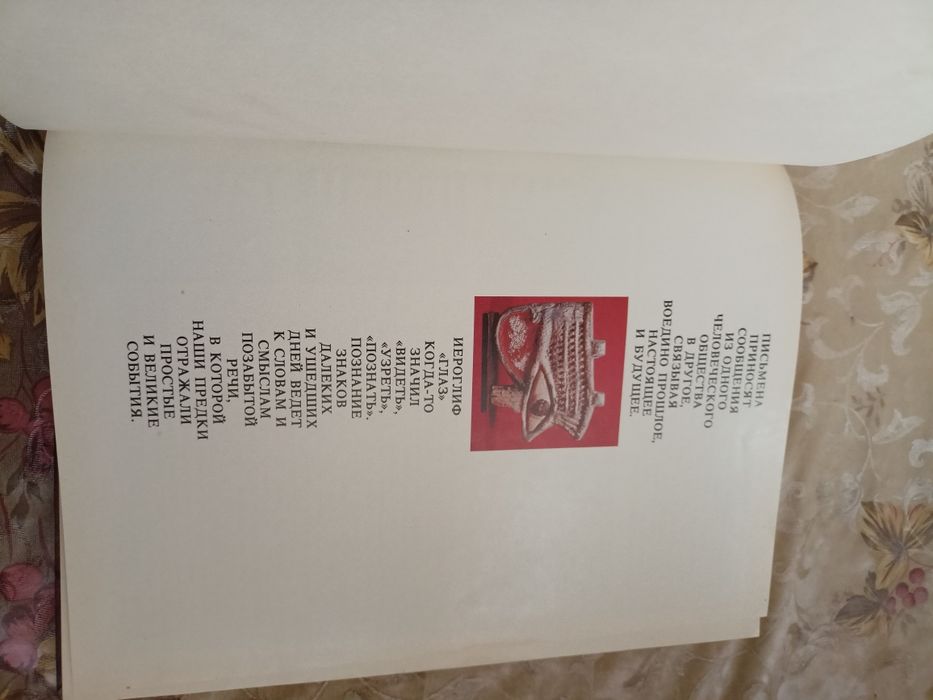 ПИСЬМЕНА
ПРИНОСЯТ
СООБЩЕНИЯ
ИЗ ОДНОГО
ЧЕЛОВЕЧЕСКОГО
ОБЩЕСТВА
В ДРУГОЕ,
СВЯЗЫВАЯ
ВОЕДИНО ПРОШЛОЕ,
НАСТОЯЩЕЕ
И БУДУЩЕЕ.
ИЕРОГЛИФ
«ГЛАЗ»
КОГДА-ТО
ЗНАЧИЛ
«ВИДЕТЬ»,
«УЗРЕТЬ»,
«ПОЗНАТЬ».
ПОЗНАНИЕ
ЗНАКОВ
ДАЛЕКИХ
И УШЕДШИХ
ДНЕЙ ВЕДЕТ
К СЛОВАМ И
СМЫСЛАМ
ПОЗАБЫТОЙ
РЕЧИ,
В КОТОРОЙ
НАШИ ПРЕДКИ
ОТРАЖАЛИ
ПРОСТЫЕ
И ВЕЛИКИЕ
СОБЫТИЯ.